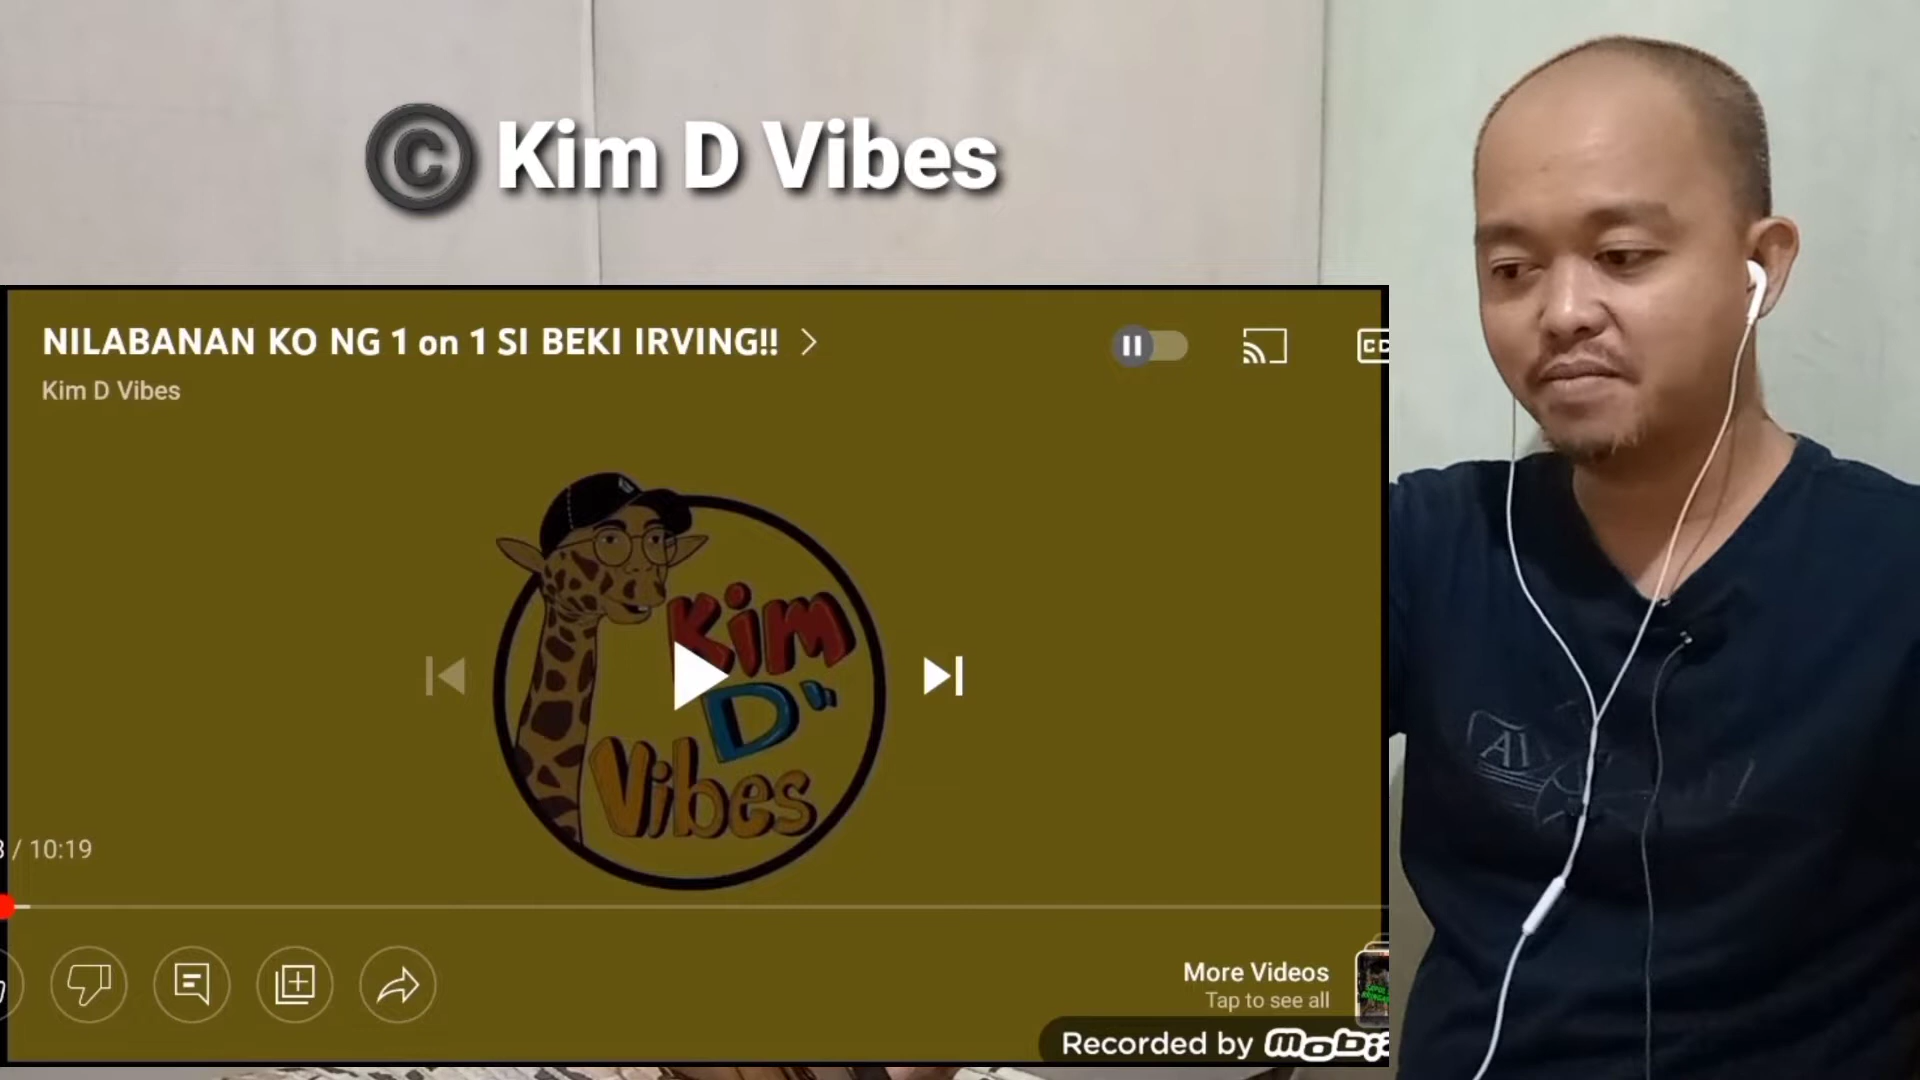 © Kim D Vibes
NILABANAN KO NG 1 on 1 SI BEKI IRVING!!
Kim D Vibes
Kim
D's
Vibes
/ 10:19
More Videos
Tap to see all
Recorded by